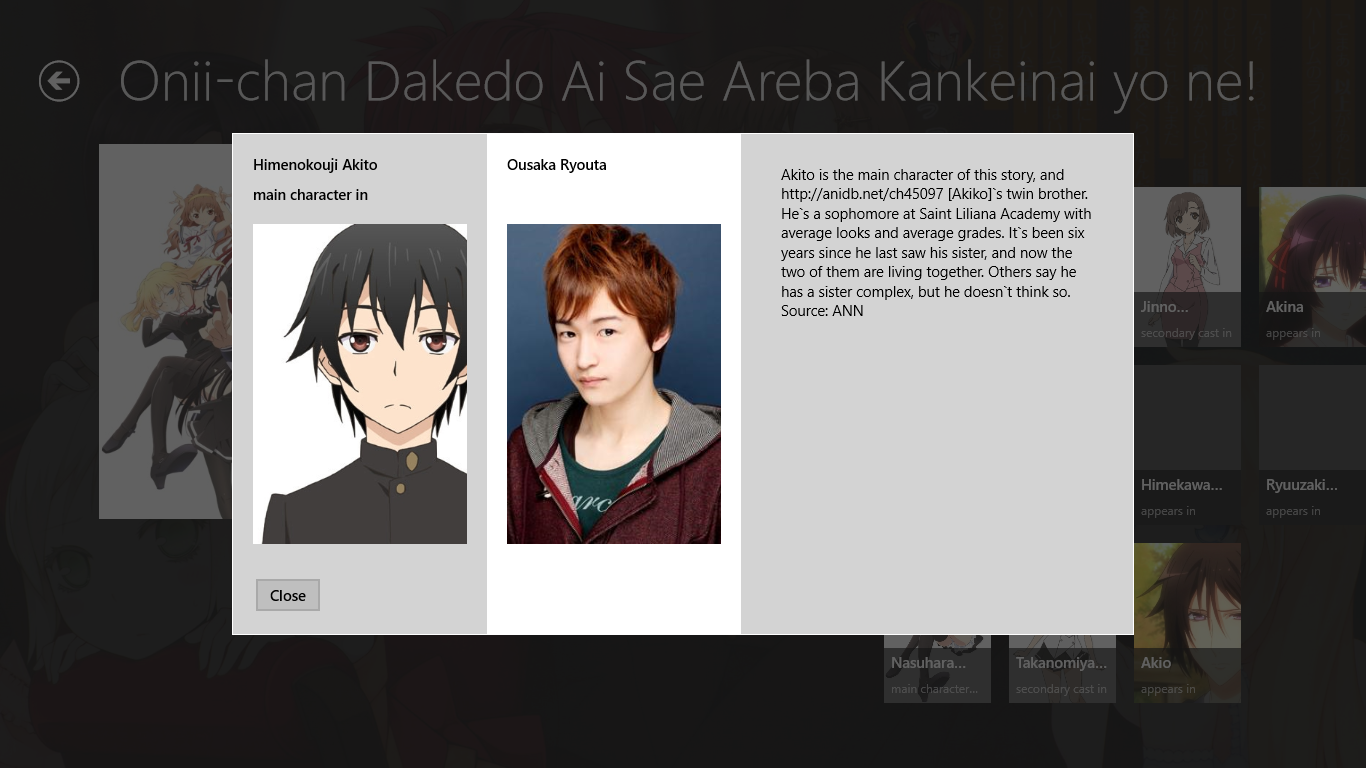 Onii-chan Dakedo Ai Sae Areba Kankeinai yo ne!
Himenokouji Akito
main character in
Close
Ousaka Ryouta
Akito is the main character of this story, and
http://anidb.net/ch45097 [Akiko]`s twin brother.
He`s a sophomore at Saint Liliana Academy with
average looks and average grades. It`s been six
years since he last saw his sister, and now the
two of them are living together. Others say he
has a sister complex, but he doesn`t think so.
Source: ANN
Jinno...
secondary cast in
Akina
appears in
Himekawa...
appears in
Ryuuzaki...
appears in
Nasuhara...
main character...
Takanomiya...
secondary cast in
Akio
appears in